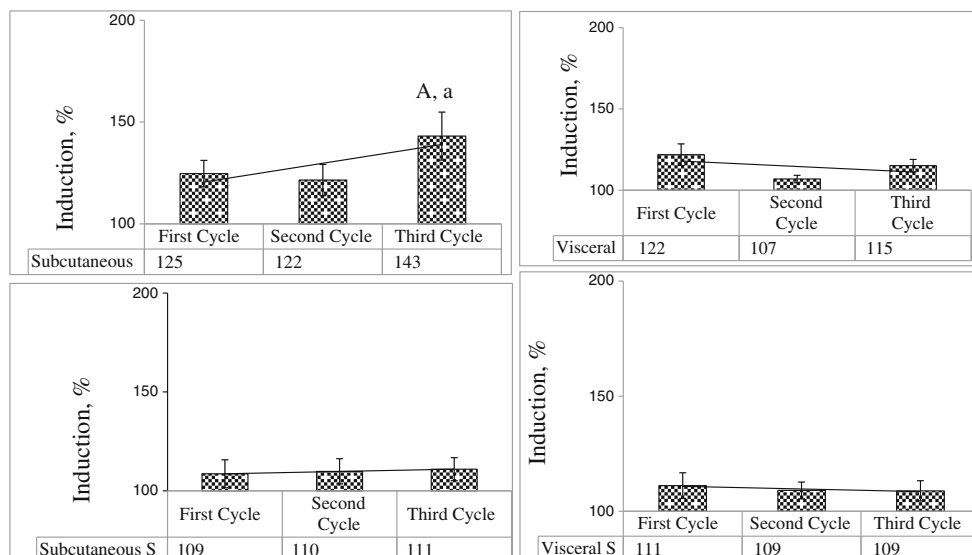 200
150
100
Induction, %
A, a
First Cycle Second Cycle Third Cycle
Subcutaneous 125 122 143
200
150
100
Induction, %
First Cycle Second Cycle Third Cycle
Visceral 122 107 115
200
150
100
Induction, %
First Cycle Second Cycle Third Cycle
Subcutaneous S 109 110 111
200
150
100
Induction, %
First Cycle Second Cycle Third Cycle
Visceral S 111 109 109